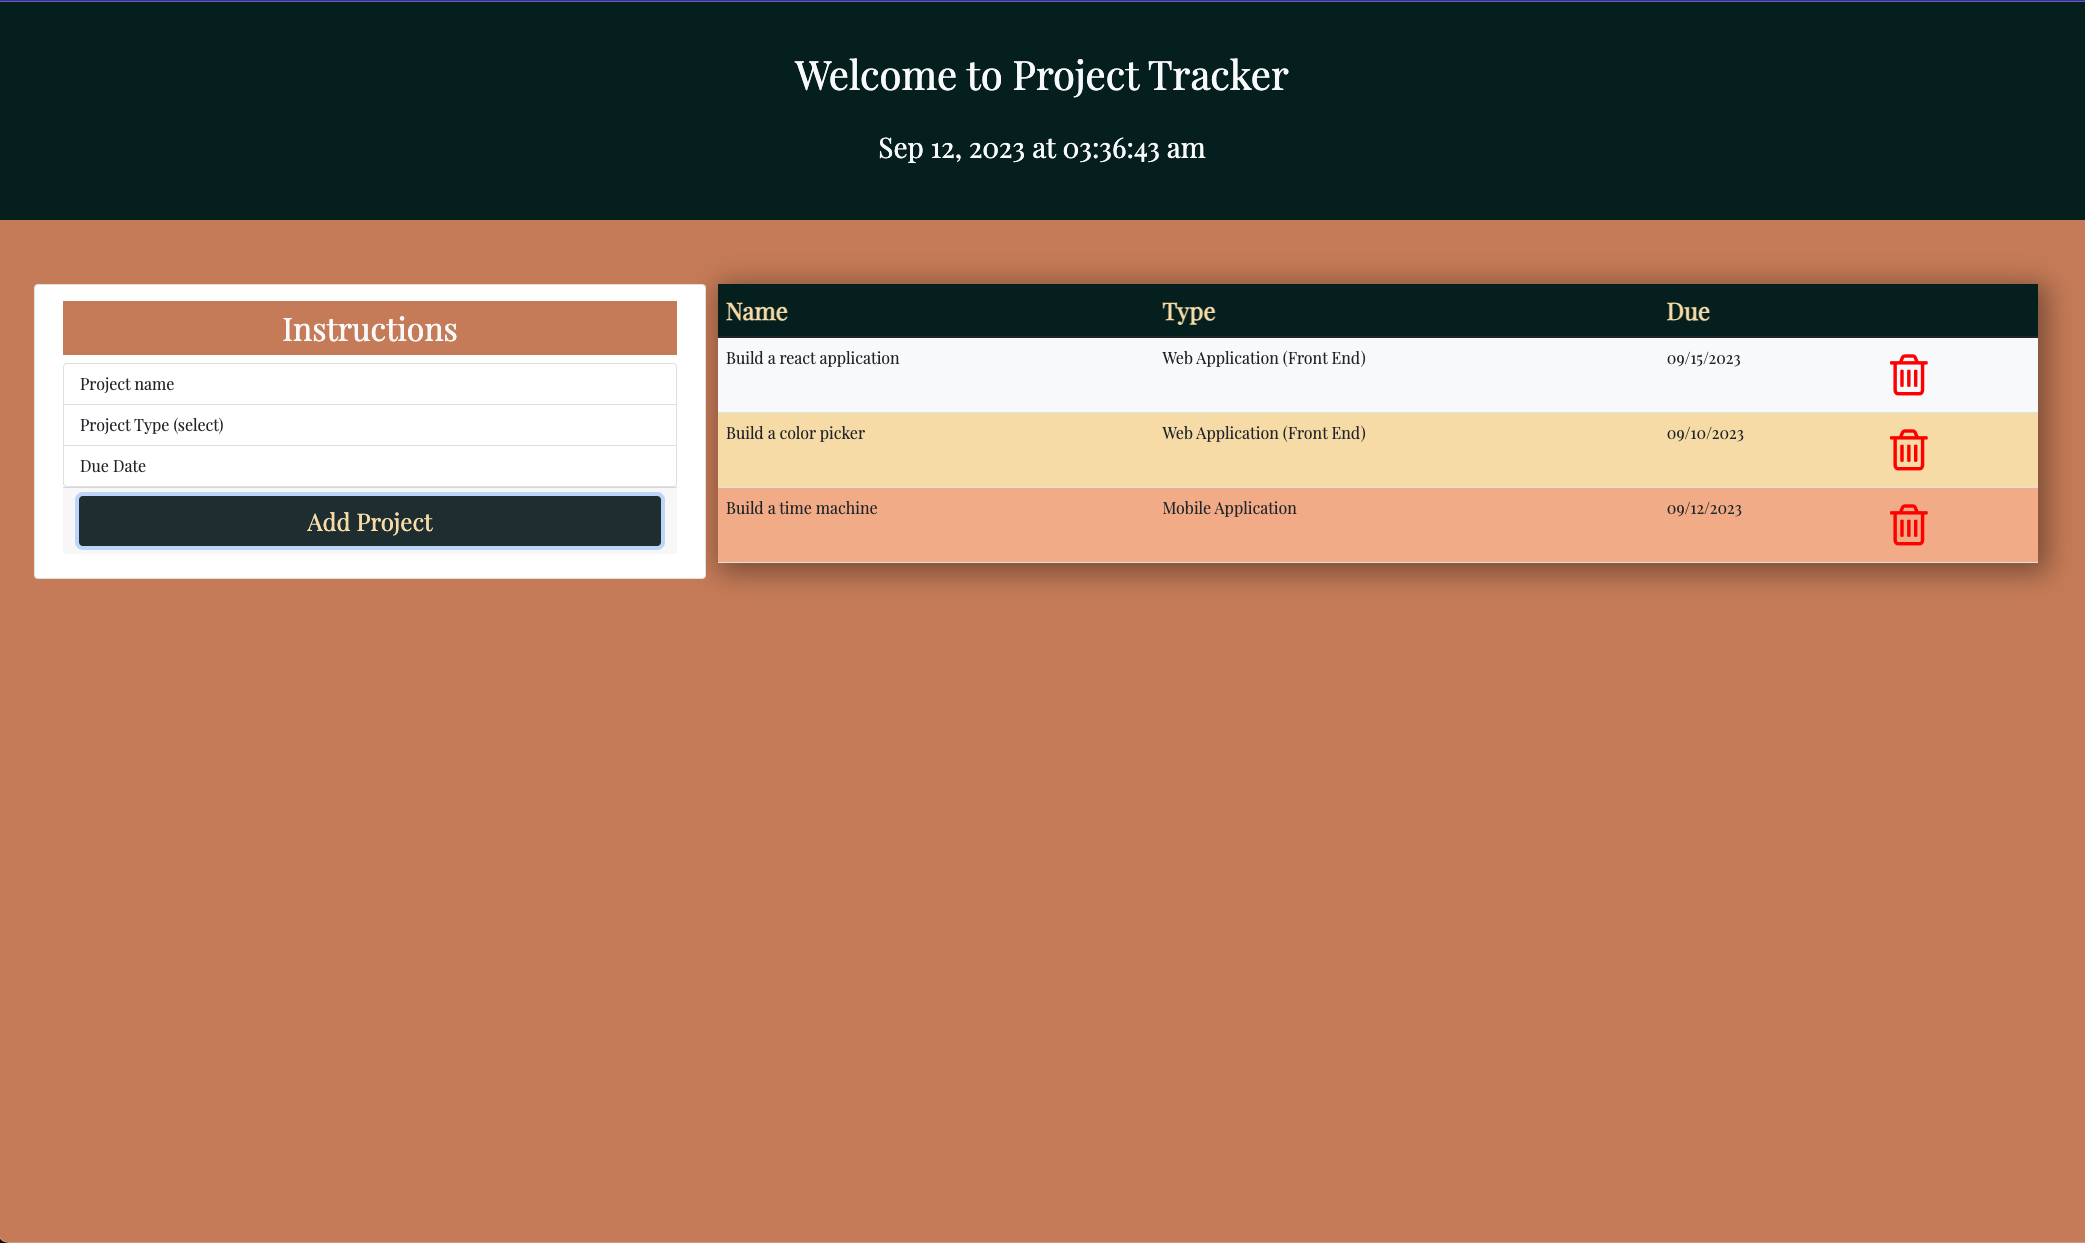 Welcome to Project Tracker
Sep 12, 2023 at 03:36:43 am
Instructions
Project name
Project Type (select)
Due Date
Add Project
Name Type Due
Build a react application Web Application (Front End) 09/15/2023
Build a color picker Web Application (Front End) 09/10/2023
Build a time machine Mobile Application 09/12/2023